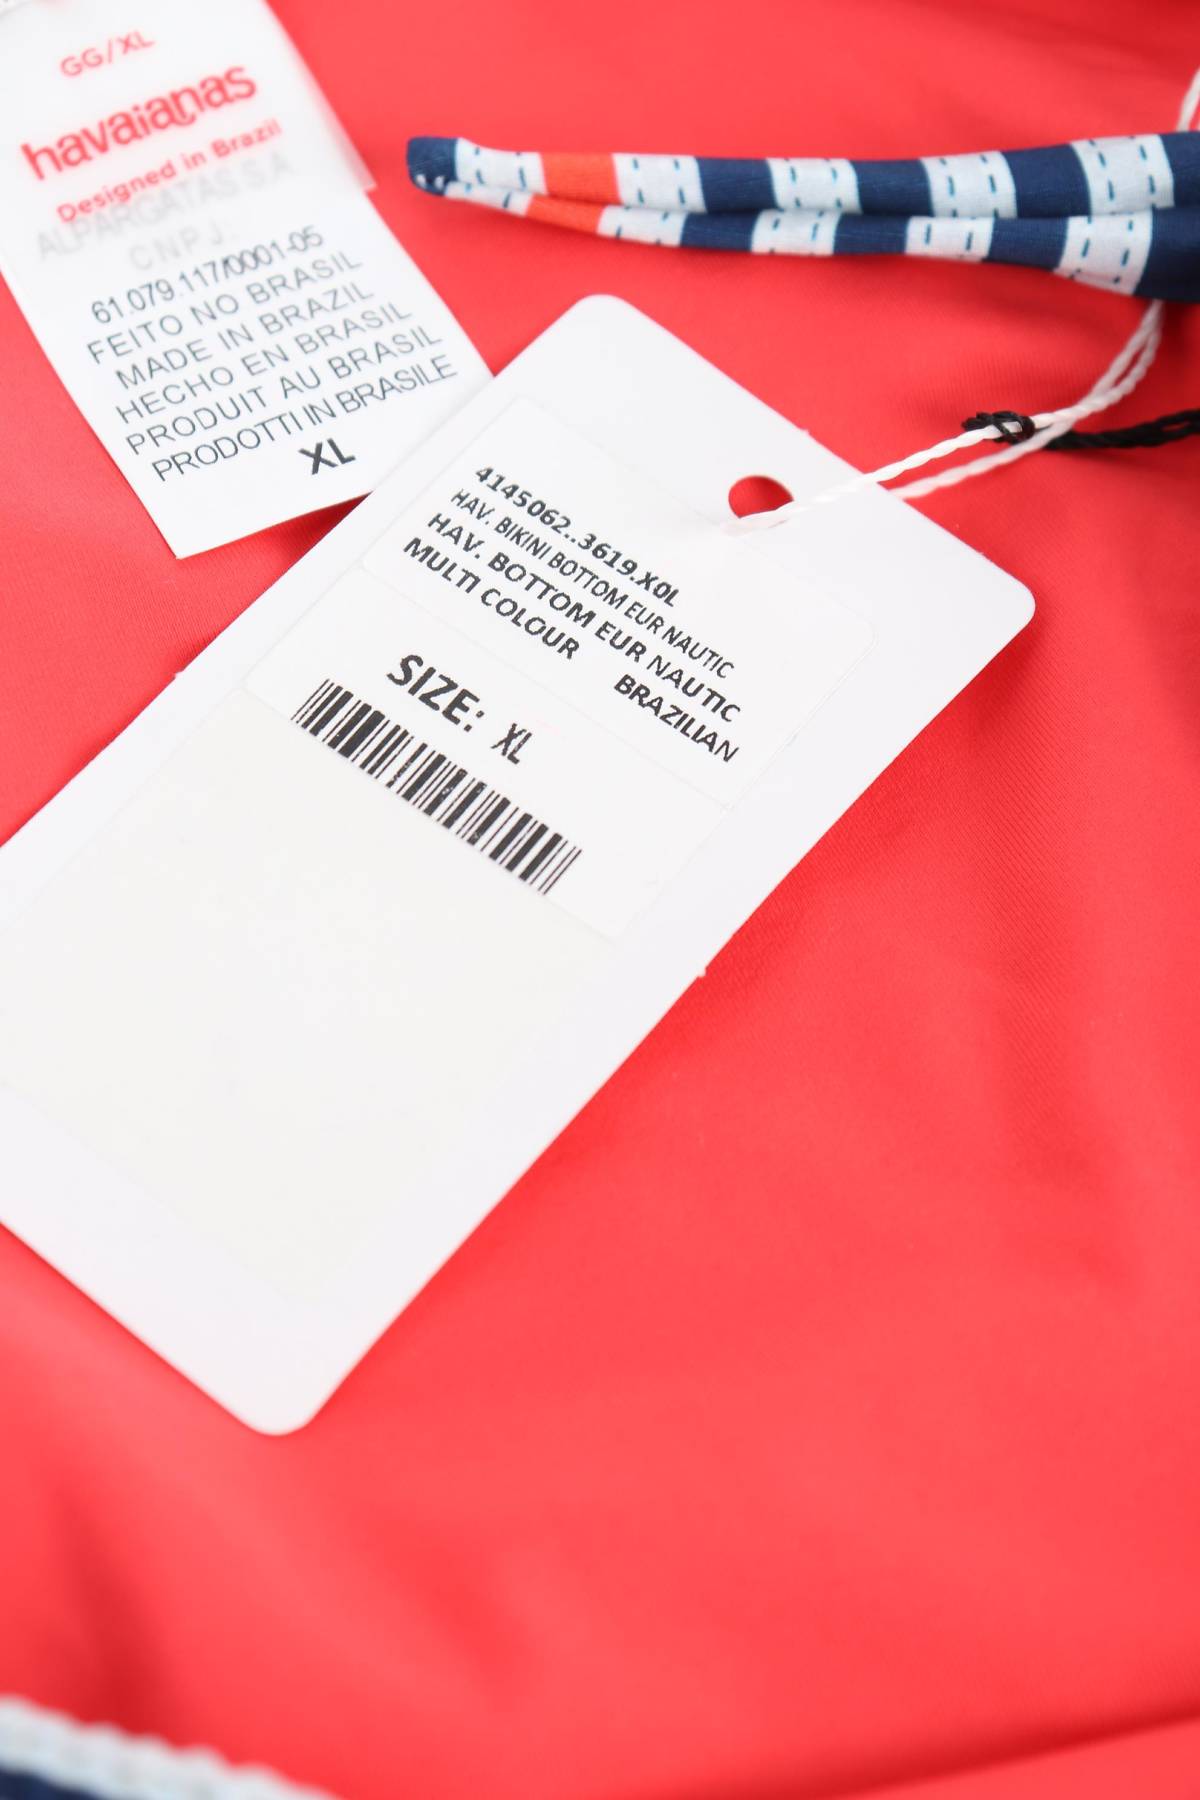 GG/XL
havaianas
Designed in Brazil
ALPARGATAS S.A
CNPJ:
61.079.117/0001-05
FEITO NO BRASIL
MADE IN BRAZIL
HECHO EN BRASIL
PRODUIT AU BRASIL
PRODOTTI IN BRASILE
XL
4145062..3619.X0L
HAV. BIKINI BOTTOM EUR NAUTIC
HAV. BOTTOM EUR NAUTIC
MULTI COLOUR BRAZILIAN
SIZE: XL